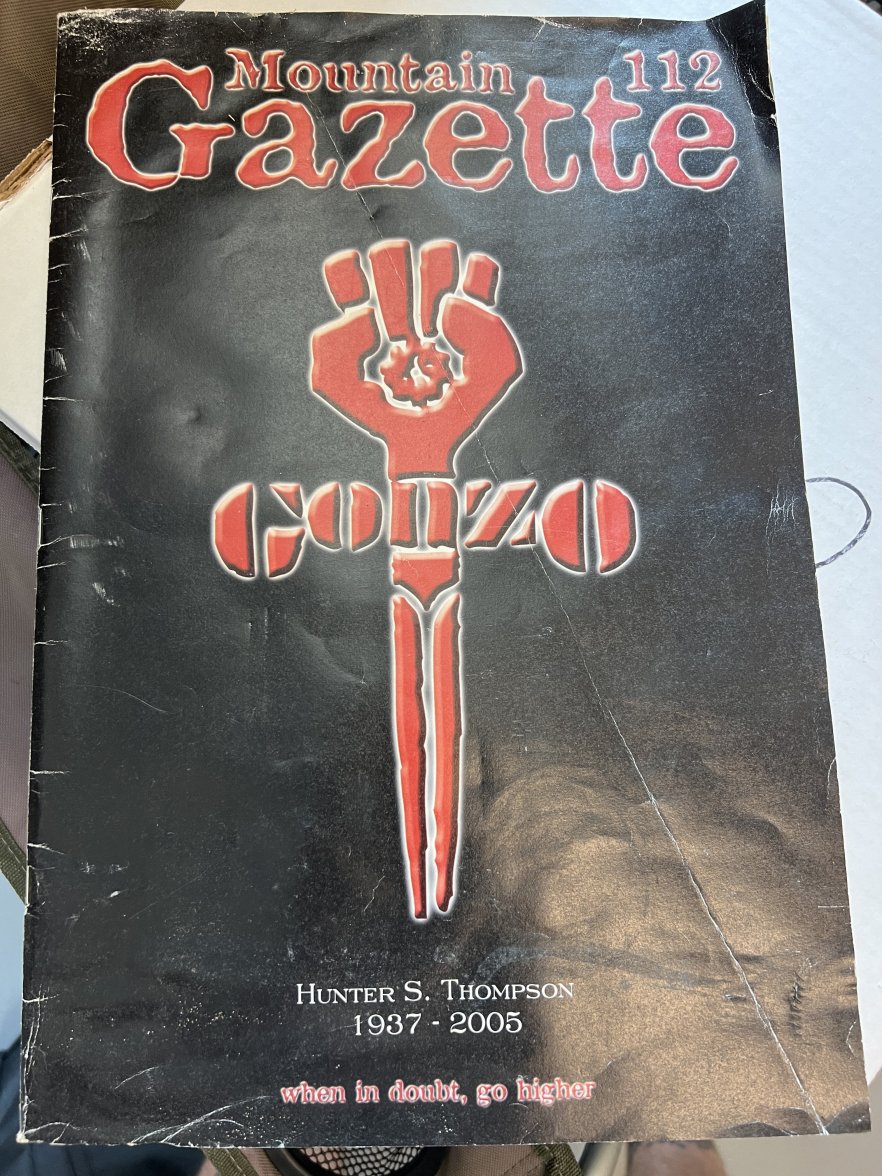 Mountain 112
Gazette
GONZO
HUNTER S. THOMPSON
1937 - 2005
when in doubt, go higher